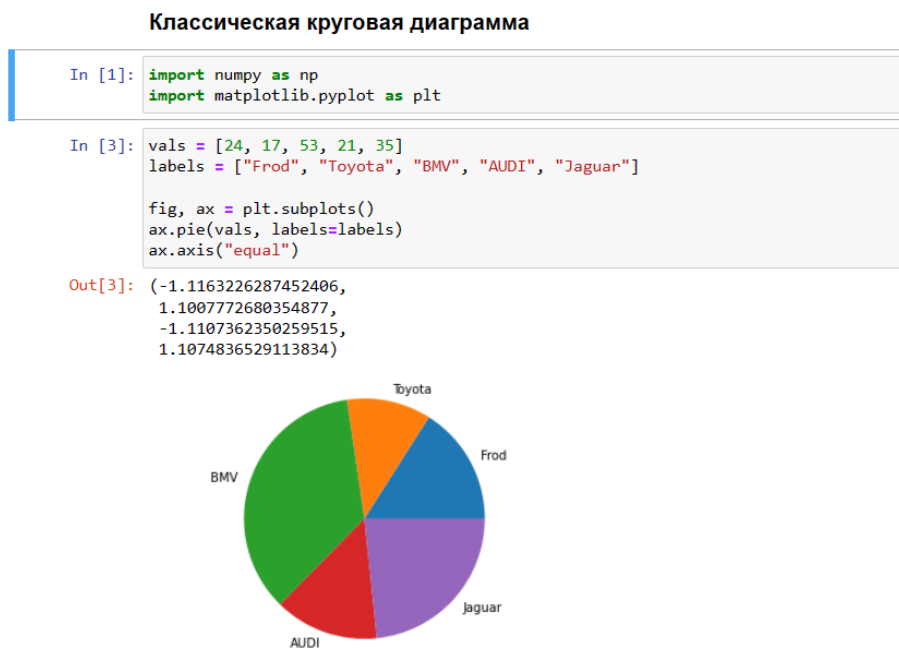 Классическая круговая диаграмма
In [1]: import numpy as np
import matplotlib.pyplot as plt
In [3]: vals = [24, 17, 53, 21, 35]
labels = ["Frod", "Toyota", "BMV", "AUDI", "Jaguar"]
fig, ax = plt.subplots()
ax.pie(vals, labels=labels)
ax.axis("equal")
Out[3]: (-1.1163226287452406,
1.1007772680354877,
-1.1107362350259515,
1.1074836529113834)
Toyota
Frod
BMV
Jaguar
AUDI